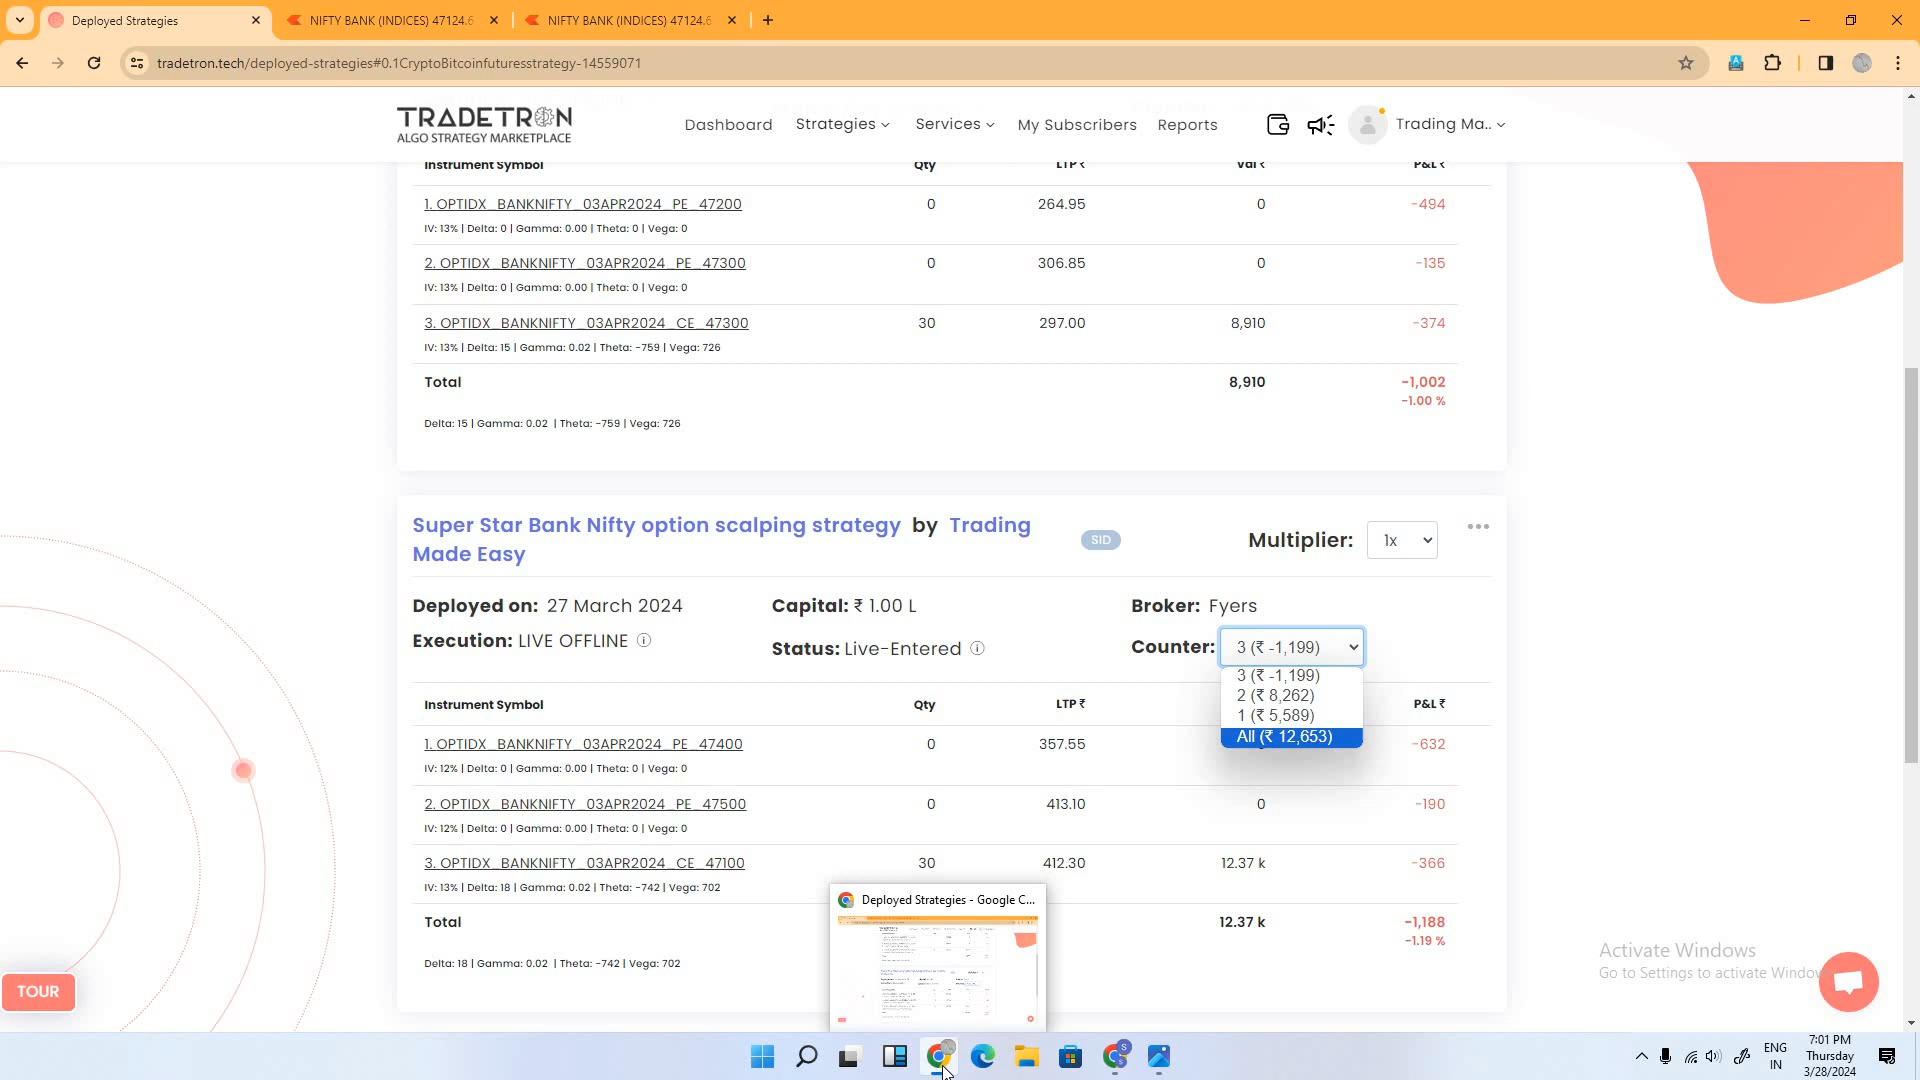 Deployed Strategies
NIFTY BANK (INDICES) 47124.6
NIFTY BANK (INDICES) 47124.6
tradetron.tech/deployed-strategies#0.1CryptoBitcoinfuturesstrategy-14559071
TRADETRON
ALGO STRATEGY MARKETPLACE
Dashboard Strategies Services My Subscribers Reports Trading Ma..
Instrument Symbol Qty LTP ₹ Val ₹ P&L ₹
1. OPTIDX_BANKNIFTY_03APR2024_PE_47200 0 264.95 0 -494
IV: 13% | Delta: 0 | Gamma: 0.00 | Theta: 0 | Vega: 0
2. OPTIDX_BANKNIFTY_03APR2024_PE_47300 0 306.85 0 -135
IV: 13% | Delta: 0 | Gamma: 0.00 | Theta: 0 | Vega: 0
3. OPTIDX_BANKNIFTY_03APR2024_CE_47300 30 297.00 8,910 -374
IV: 13% | Delta: 15 | Gamma: 0.02 | Theta: -759 | Vega: 726
Total 8,910 -1,002
-1.00 %
Delta: 15 | Gamma: 0.02 | Theta: -759 | Vega: 726
Super Star Bank Nifty option scalping strategy by Trading
Made Easy
SID
Multiplier: 1x
Deployed on: 27 March 2024 Capital: ₹ 1.00 L Broker: Fyers
Execution: LIVE OFFLINE Status: Live-Entered Counter: 3 (₹ -1,199)
3 (₹ -1,199)
2 (₹ 8,262)
1 (₹ 5,589)
All (₹ 12,653)
Instrument Symbol Qty LTP ₹ P&L ₹
1. OPTIDX_BANKNIFTY_03APR2024_PE_47400 0 357.55 -632
IV: 12% | Delta: 0 | Gamma: 0.00 | Theta: 0 | Vega: 0
2. OPTIDX_BANKNIFTY_03APR2024_PE_47500 0 413.10 0 -190
IV: 12% | Delta: 0 | Gamma: 0.00 | Theta: 0 | Vega: 0
3. OPTIDX_BANKNIFTY_03APR2024_CE_47100 30 412.30 12.37 k -366
IV: 13% | Delta: 18 | Gamma: 0.02 | Theta: -742 | Vega: 702
Total 12.37 k -1,188
-1.19 %
Delta: 18 | Gamma: 0.02 | Theta: -742 | Vega: 702
Deployed Strategies - Google C...
TOUR
Activate Windows
Go to Settings to activate Windows
S
ENG
IN
7:01 PM
Thursday
3/28/2024